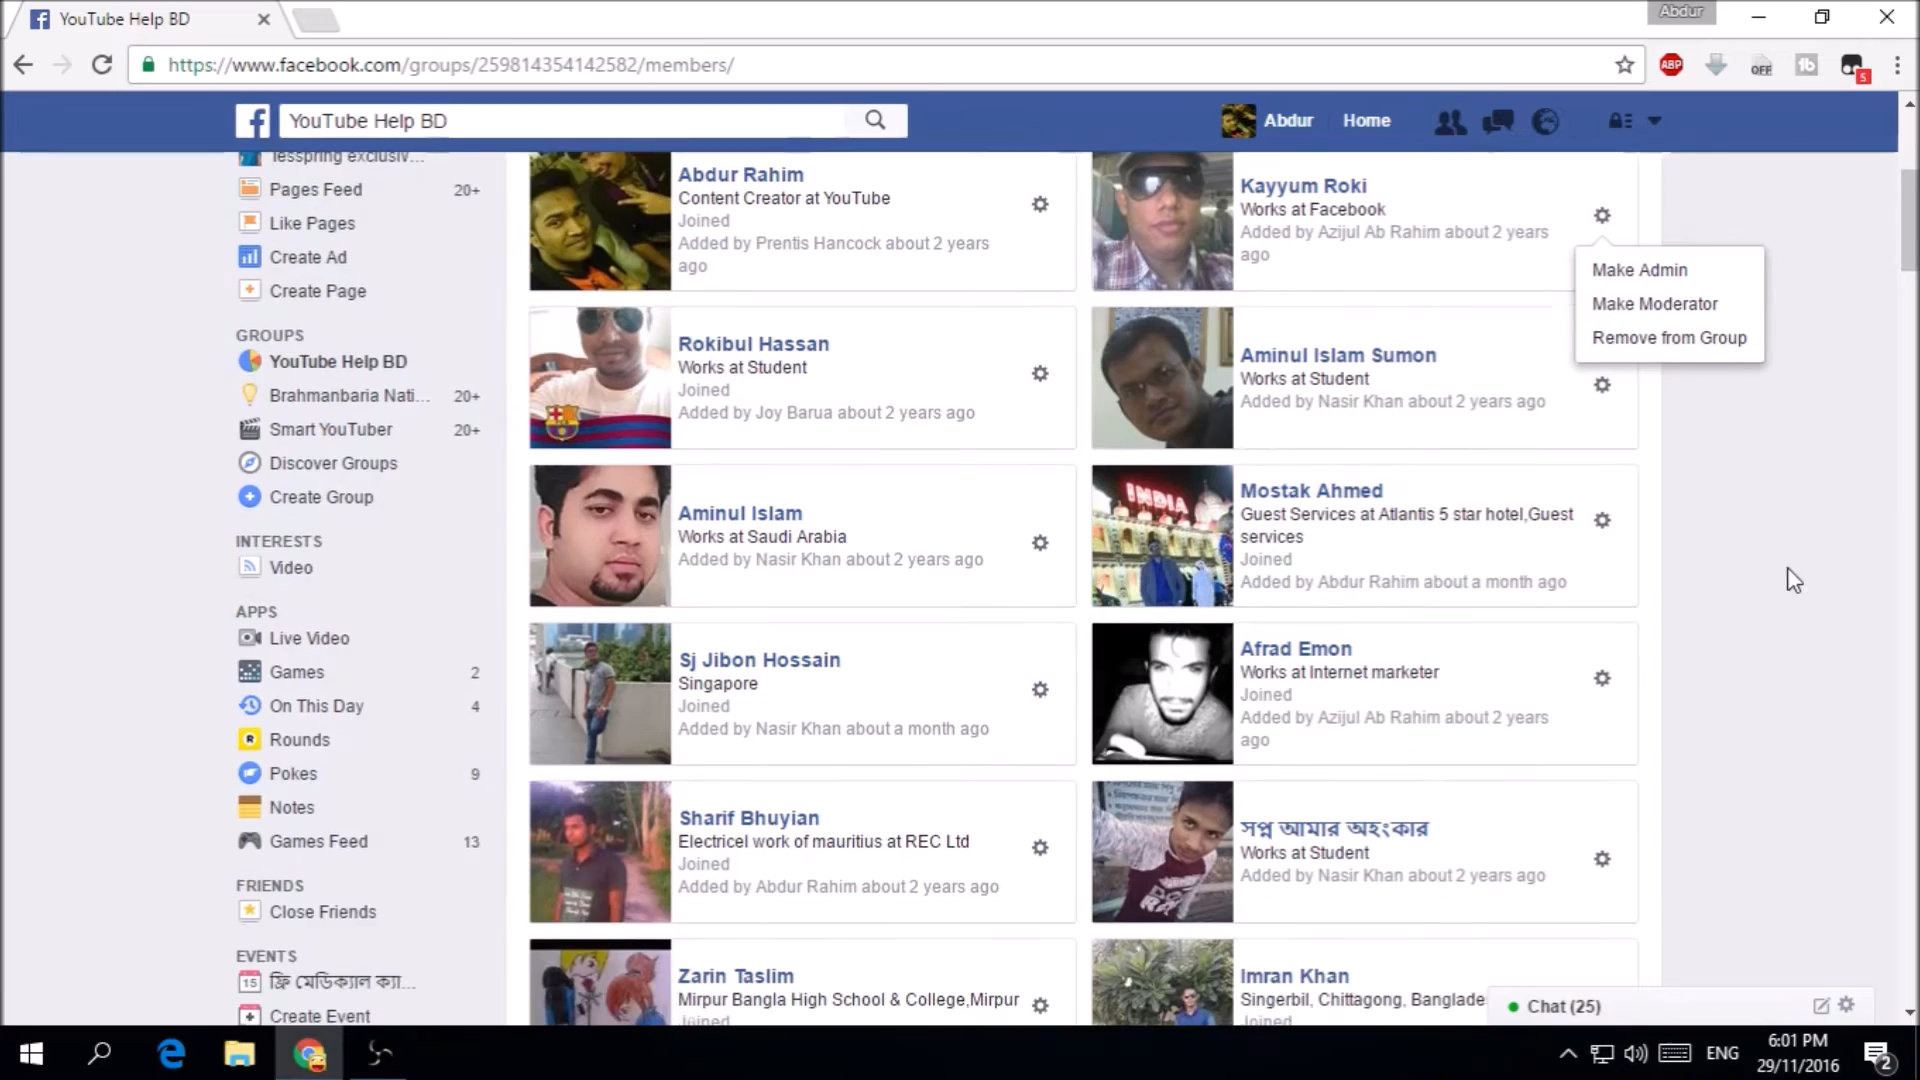 YouTube Help BD
Abdur
https://www.facebook.com/groups/259814354142582/members/
ABP
OFF
5
YouTube Help BD
Abdur
Home
Pages Feed 20+
Like Pages
Create Ad
Create Page
GROUPS
YouTube Help BD
Brahmanbaria Nati... 20+
Smart YouTuber 20+
Discover Groups
Create Group
INTERESTS
Video
APPS
Live Video
Games 2
On This Day 4
Rounds
Pokes 9
Notes
Games Feed 13
FRIENDS
Close Friends
EVENTS
15 ফ্রি মেডিক্যাল ক্যা...
Create Event
Abdur Rahim
Content Creator at YouTube
Joined
Added by Prentis Hancock about 2 years
ago
Kayyum Roki
Works at Facebook
Added by Azijul Ab Rahim about 2 years
ago
Make Admin
Make Moderator
Remove from Group
Rokibul Hassan
Works at Student
Joined
Added by Joy Barua about 2 years ago
Aminul Islam Sumon
Works at Student
Added by Nasir Khan about 2 years ago
Aminul Islam
Works at Saudi Arabia
Added by Nasir Khan about 2 years ago
INDIA
Mostak Ahmed
Guest Services at Atlantis 5 star hotel,Guest
services
Joined
Added by Abdur Rahim about a month ago
Sj Jibon Hossain
Singapore
Joined
Added by Nasir Khan about a month ago
Afrad Emon
Works at Internet marketer
Joined
Added by Azijul Ab Rahim about 2 years
ago
Sharif Bhuyian
Electricel work of mauritius at REC Ltd
Joined
Added by Abdur Rahim about 2 years ago
সপ্ন আমার অহংকার
Works at Student
Added by Nasir Khan about 2 years ago
Zarin Taslim
Mirpur Bangla High School & College,Mirpur
Joined
Imran Khan
Singerbil, Chittagong, Banglade
Joined
Chat (25)
ENG
6:01 PM
29/11/2016
2